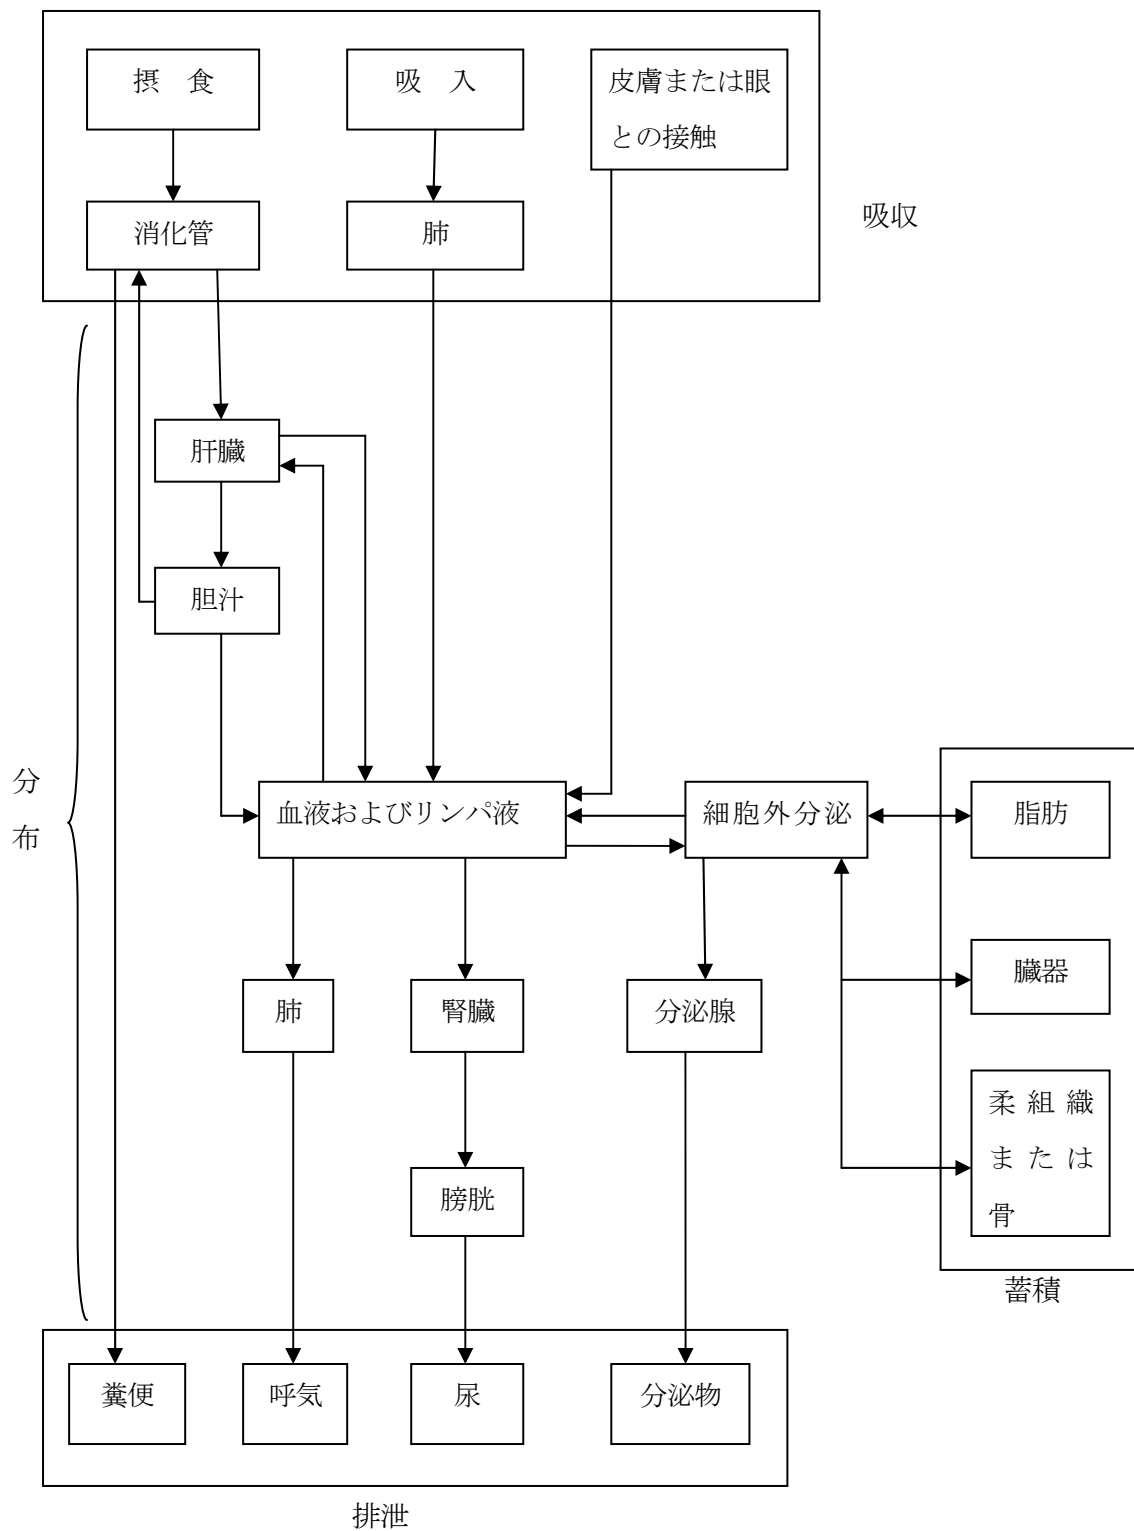 摂　食
吸　入
皮膚または眼
との接触
消化管
肺
吸収
肝臓
胆汁
分
布
血液およびリンパ液
細胞外分泌
脂肪
臓器
肺
腎臓
分泌腺
柔組織
または
骨
膀胱
蓄積
糞便
呼気
尿
分泌物
排泄